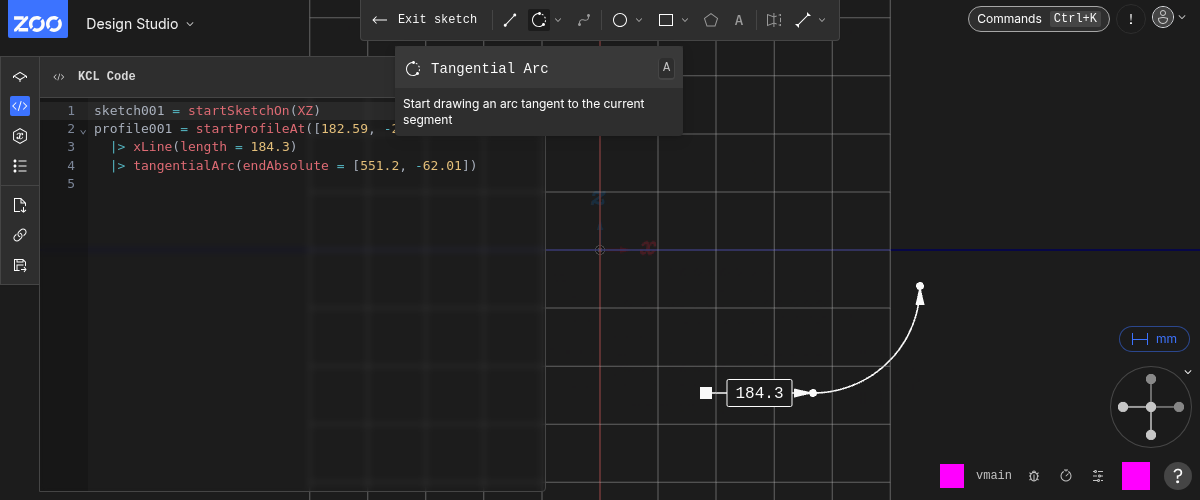 ZOO
Design Studio
Exit sketch
A
Commands Ctrl+K
!
KCL Code
Tangential Arc
A
Start drawing an arc tangent to the current
segment
1 sketch001 = startSketchOn(XZ)
2 profile001 = startProfileAt([182.59, -2
3 |> xLine(length = 184.3)
4 |> tangentialArc(endAbsolute = [551.2, -62.01])
5
z
x
184.3
mm
vmain
?